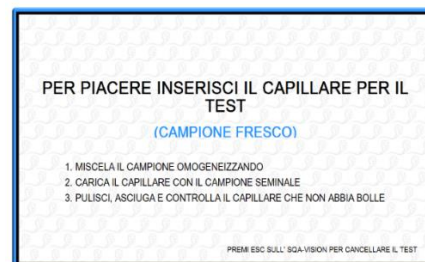 PER PIACERE INSERISCI IL CAPILLARE PER IL
TEST
(CAMPIONE FRESCO)
1. MISCELA IL CAMPIONE OMOGENEIZZANDO
2. CARICA IL CAPILLARE CON IL CAMPIONE SEMINALE
3. PULISCI, ASCIUGA E CONTROLLA IL CAPILLARE CHE NON ABBIA BOLLE
PREMI ESC SULL' SQA-VISION PER CANCELLARE IL TEST